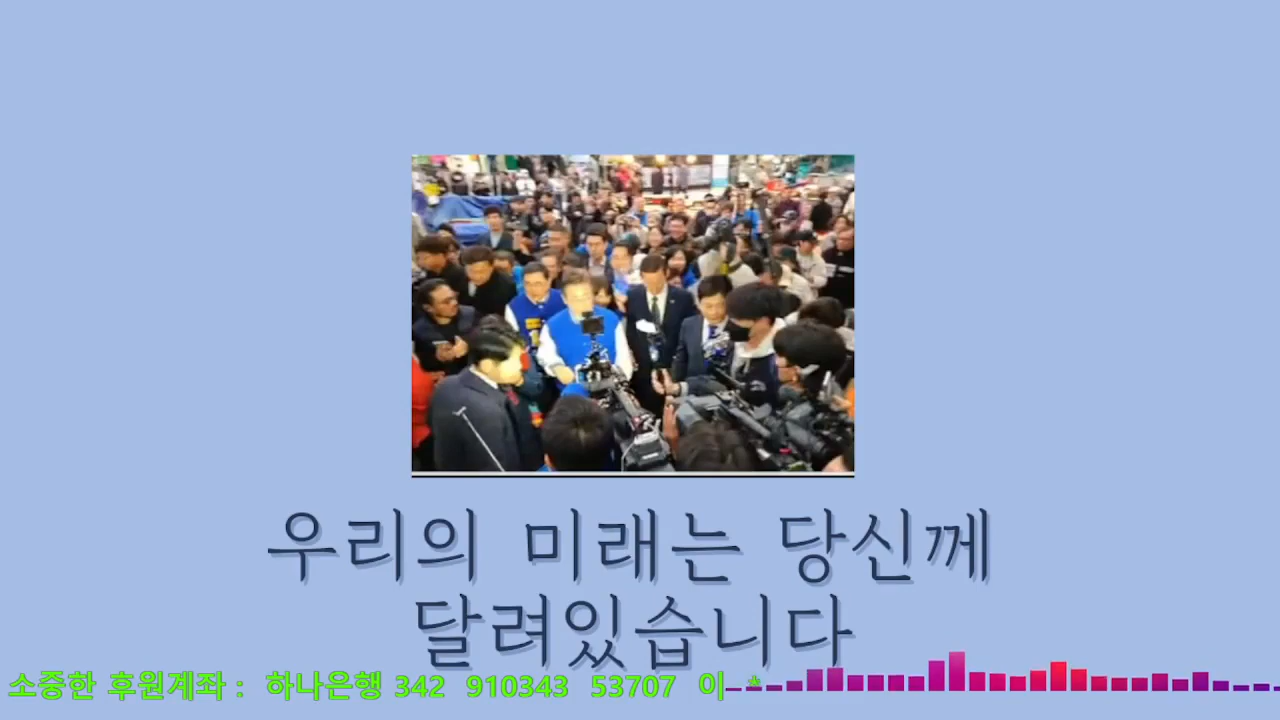 우리의 미래는 당신께
달려있습니다
소중한 후원계좌 : 하나은행 342 910343 53707 이 *